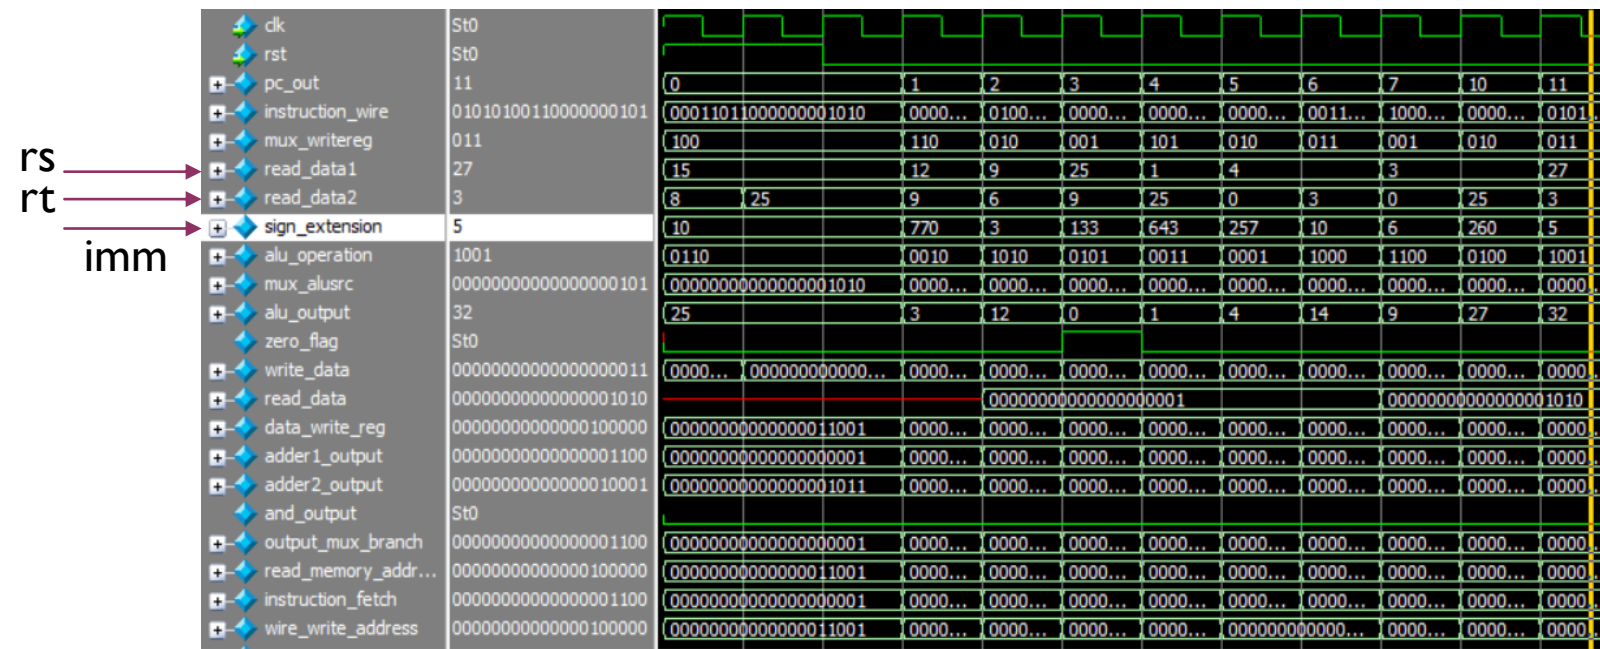 clk St0
rst St0
pc_out 11 0 1 2 3 4 5 6 7 10 11
instruction_wire 01010100110000000101 00011011000000001010 0000... 0100... 0000... 0000... 0000... 0011... 1000... 0000... 0101...
mux_writereg 011 100 110 010 001 101 010 011 001 010 011
rs read_data1 27 15 12 9 25 1 4 3 27
rt read_data2 3 8 25 9 6 9 25 0 3 0 25 3
sign_extension 5 10 770 3 133 643 257 10 6 260 5
imm alu_operation 1001 0110 0010 1010 0101 0011 0001 1000 1100 0100 1001
mux_alusrc 00000000000000000101 00000000000000001010 0000... 0000... 0000... 0000... 0000... 0000... 0000... 0000... 0000...
alu_output 32 25 3 12 0 1 4 14 9 27 32
zero_flag St0
write_data 00000000000000000011 0000... 000000000000... 0000... 0000... 0000... 0000... 0000... 0000... 0000... 0000... 0000...
read_data 00000000000000001010 00000000000000000001 00000000000000001010
data_write_reg 00000000000000100000 00000000000000011001 0000... 0000... 0000... 0000... 0000... 0000... 0000... 0000... 0000...
adder1_output 00000000000000001100 00000000000000000001 0000... 0000... 0000... 0000... 0000... 0000... 0000... 0000... 0000...
adder2_output 00000000000000010001 00000000000000001011 0000... 0000... 0000... 0000... 0000... 0000... 0000... 0000... 0000...
and_output St0
output_mux_branch 00000000000000001100 00000000000000000001 0000... 0000... 0000... 0000... 0000... 0000... 0000... 0000... 0000...
read_memory_addr... 00000000000000100000 00000000000000011001 0000... 0000... 0000... 0000... 0000... 0000... 0000... 0000... 0000...
instruction_fetch 00000000000000001100 00000000000000000001 0000... 0000... 0000... 0000... 0000... 0000... 0000... 0000... 0000...
wire_write_address 00000000000000100000 00000000000000011001 0000... 0000... 0000... 0000... 000000000000... 0000... 0000... 0000...